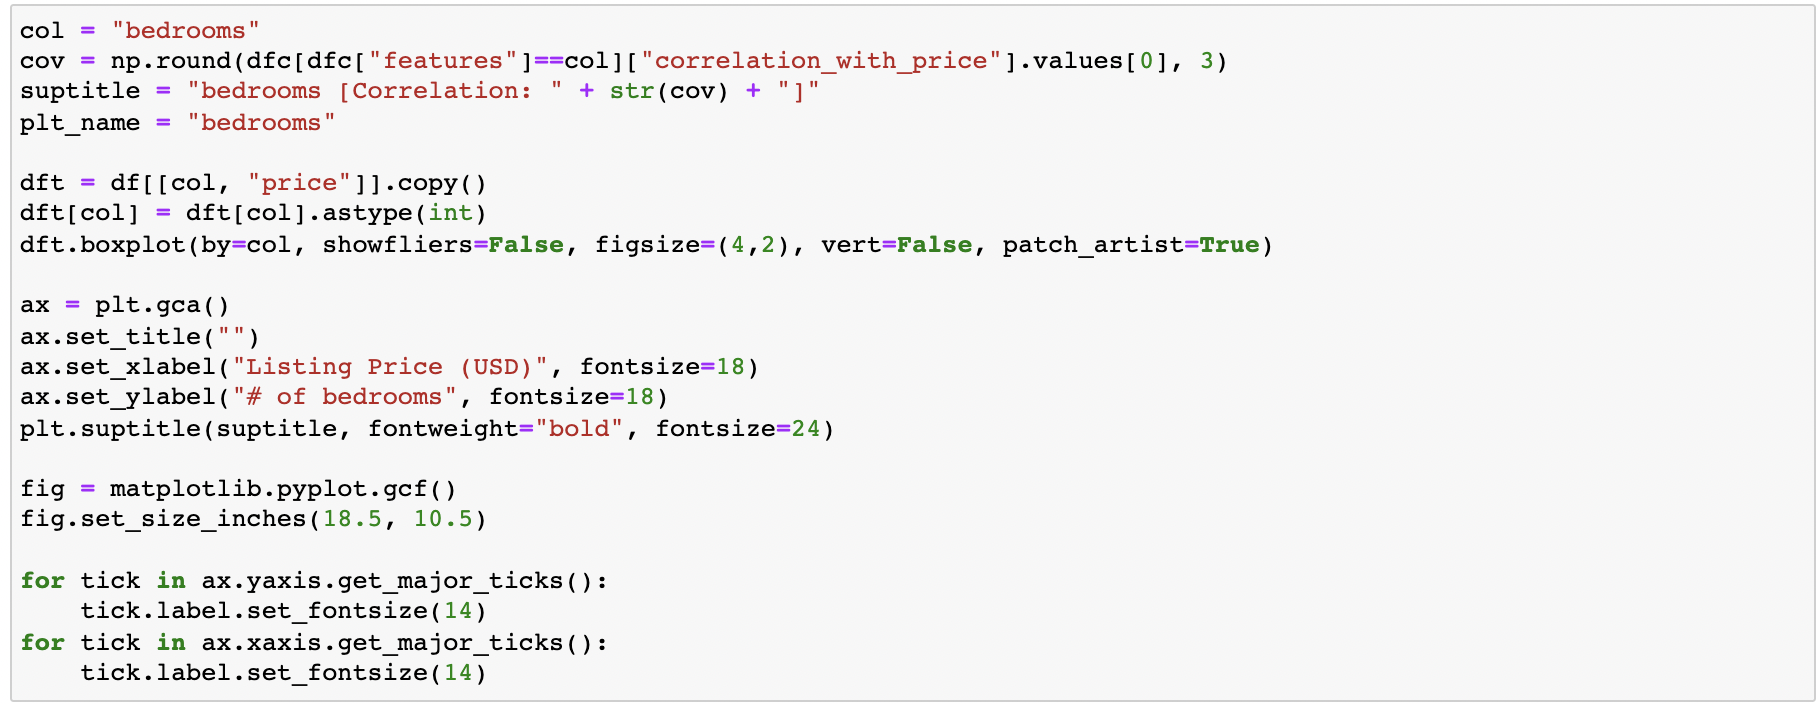 col = "bedrooms"
cov = np.round(dfc[dfc["features"]==col]["correlation_with_price"].values[0], 3)
suptitle = "bedrooms [Correlation: " + str(cov) + "]"
plt_name = "bedrooms"

dft = df[[col, "price"]].copy()
dft[col] = dft[col].astype(int)
dft.boxplot(by=col, showfliers=False, figsize=(4,2), vert=False, patch_artist=True)

ax = plt.gca()
ax.set_title("")
ax.set_xlabel("Listing Price (USD)", fontsize=18)
ax.set_ylabel("# of bedrooms", fontsize=18)
plt.suptitle(suptitle, fontweight="bold", fontsize=24)

fig = matplotlib.pyplot.gcf()
fig.set_size_inches(18.5, 10.5)

for tick in ax.yaxis.get_major_ticks():
    tick.label.set_fontsize(14)
for tick in ax.xaxis.get_major_ticks():
    tick.label.set_fontsize(14)